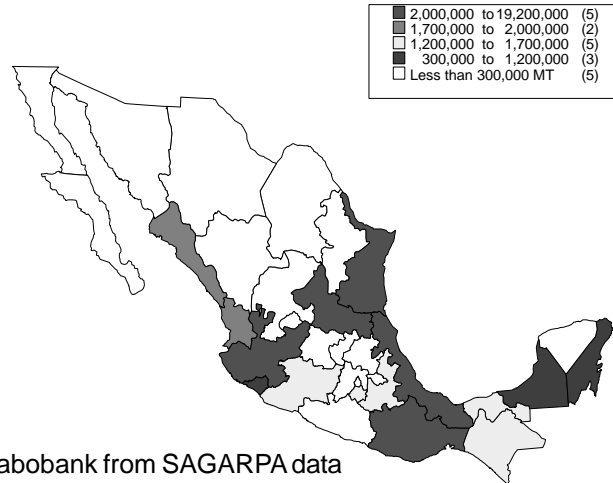 2,000,000 to 19,200,000 (5)
1,700,000 to 2,000,000 (2)
1,200,000 to 1,700,000 (5)
300,000 to 1,200,000 (3)
Less than 300,000 MT (5)
abobank from SAGARPA data